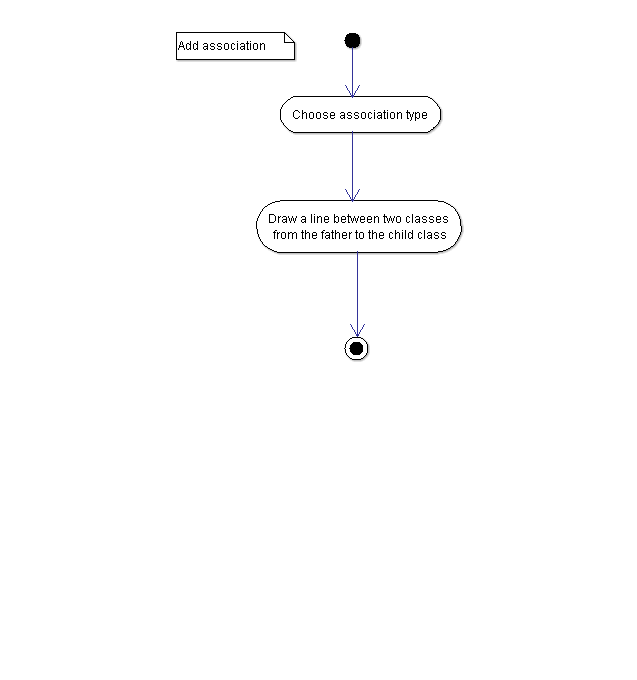 Add association
Choose association type
Draw a line between two classes
from the father to the child class